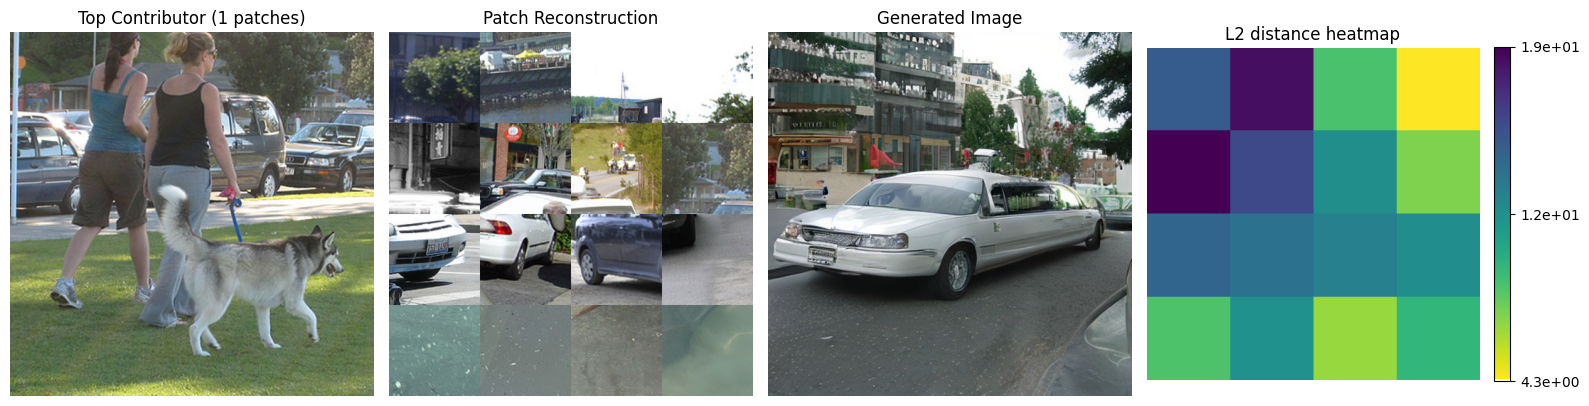 Top Contributor (1 patches)
Patch Reconstruction
Generated Image
L2 distance heatmap
1.9e+01
1.2e+01
4.3e+00